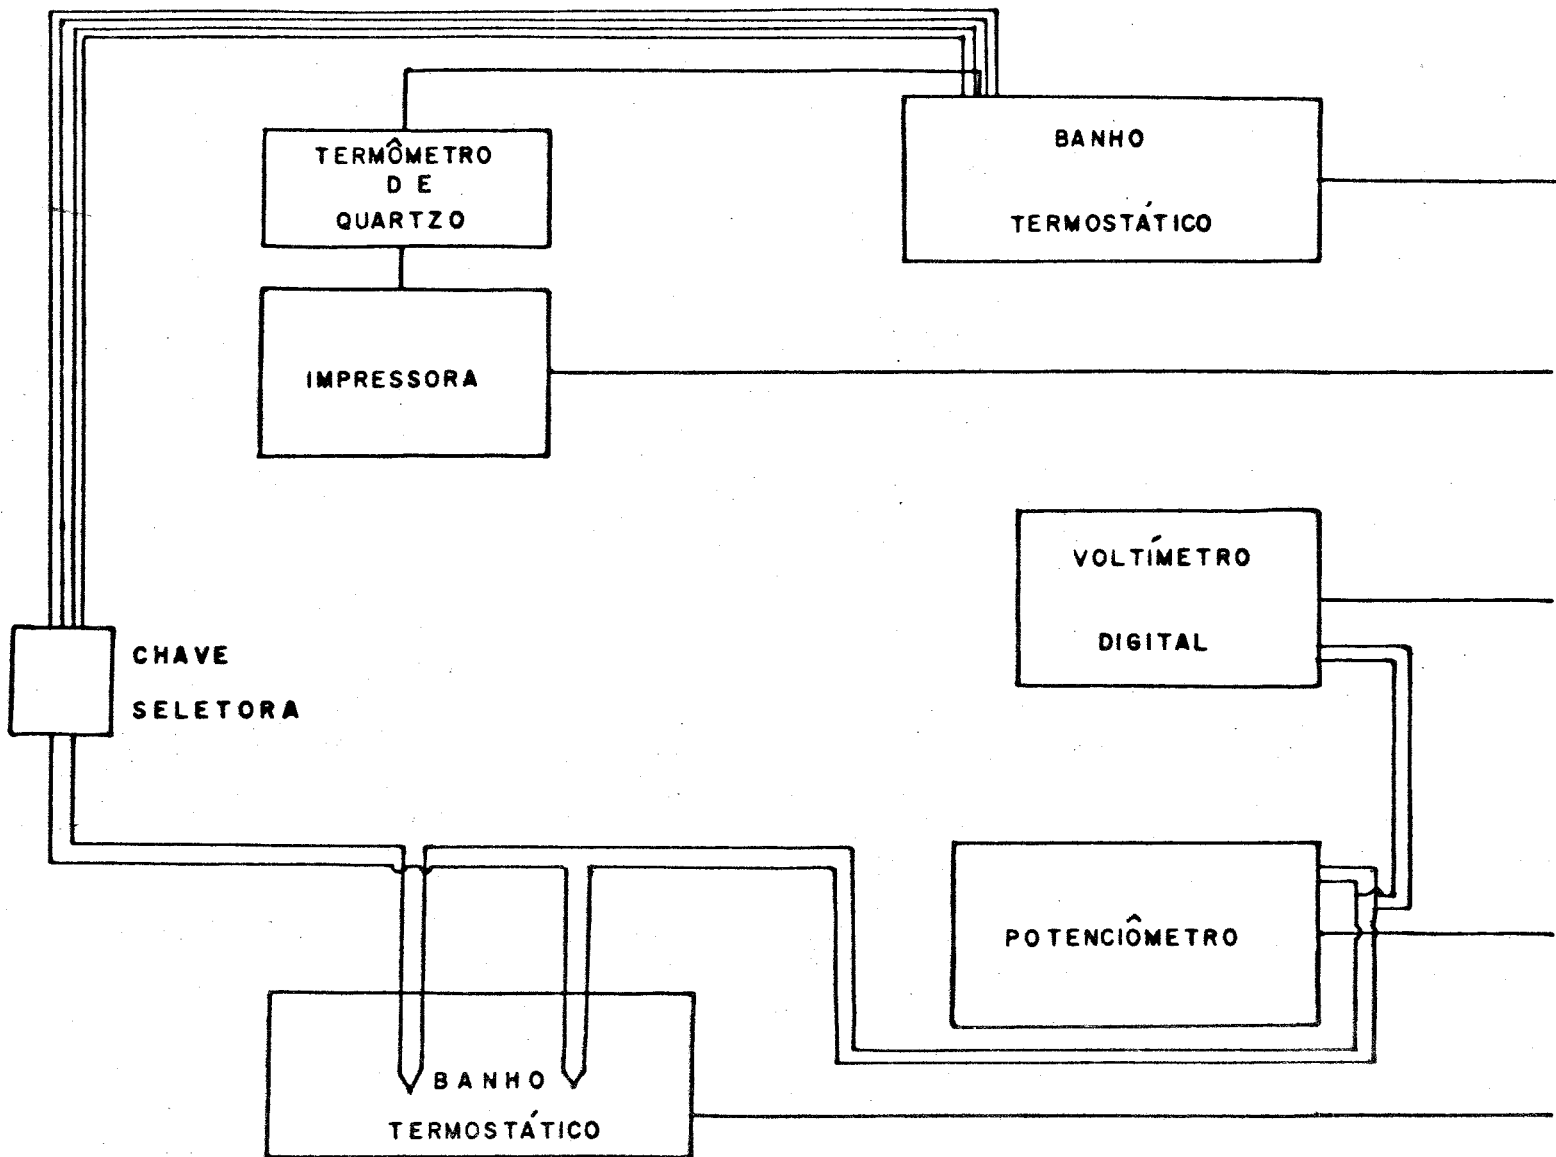 TERMÔMETRO
DE
QUARTZO
BANHO
TERMOSTÁTICO
IMPRESSORA
VOLTÍMETRO
DIGITAL
CHAVE
SELETORA
POTENCIÔMETRO
BANHO
TERMOSTÁTICO